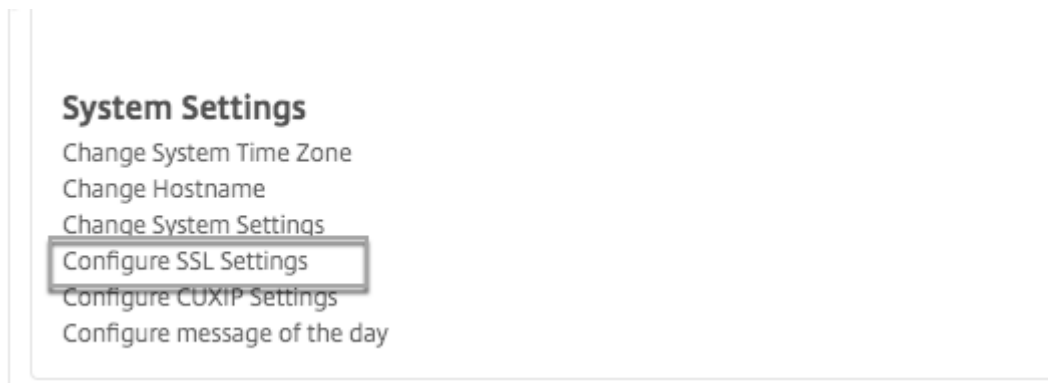 System Settings
Change System Time Zone
Change Hostname
Change System Settings
Configure SSL Settings
Configure CUXIP Settings
Configure message of the day